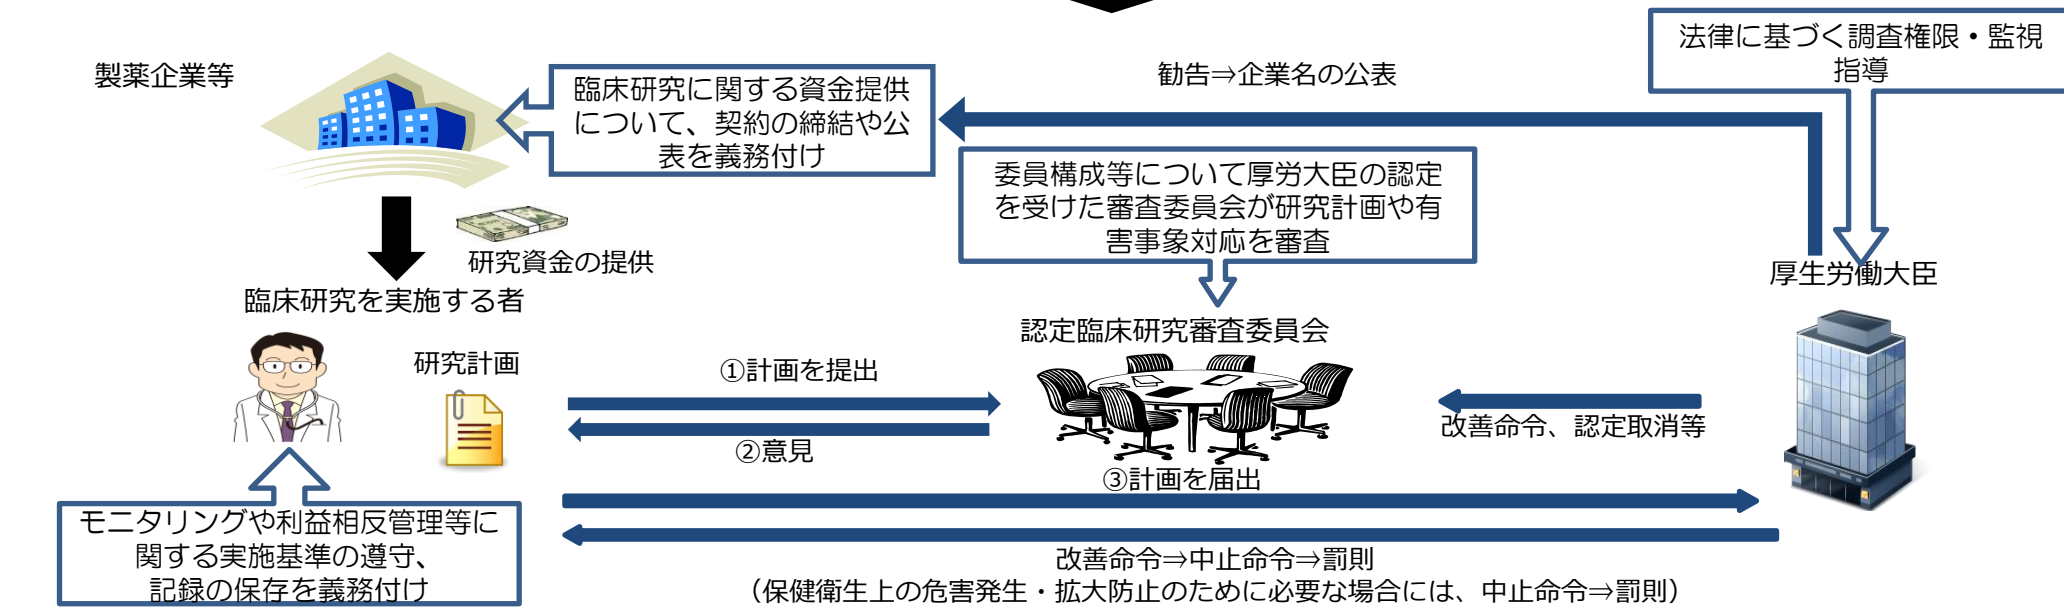 製薬企業等
臨床研究に関する資金提供
について、契約の締結や公
表を義務付け
勧告⇒企業名の公表
法律に基づく調査権限・監視
指導
委員構成等について厚労大臣の認定
を受けた審査委員会が研究計画や有
害事象対応を審査
研究資金の提供
臨床研究を実施する者
厚生労働大臣
認定臨床研究審査委員会
研究計画
①計画を提出
②意見
改善命令、認定取消等
③計画を届出
モニタリングや利益相反管理等に
関する実施基準の遵守、
記録の保存を義務付け
改善命令⇒中止命令⇒罰則
（保健衛生上の危害発生・拡大防止のために必要な場合には、中止命令⇒罰則）